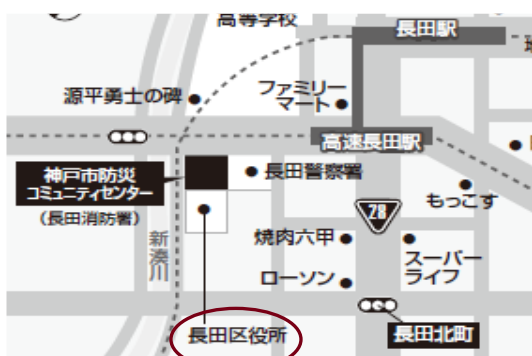 高等学校
長田駅
源平勇士の碑
ファミリー
マート
高速長田駅
神戸市防災
コミュニティセンター
(長田消防署)
長田警察署
もっこす
28
新湊川
焼肉六甲
スーパー
ライフ
ローソン
長田区役所
長田北町